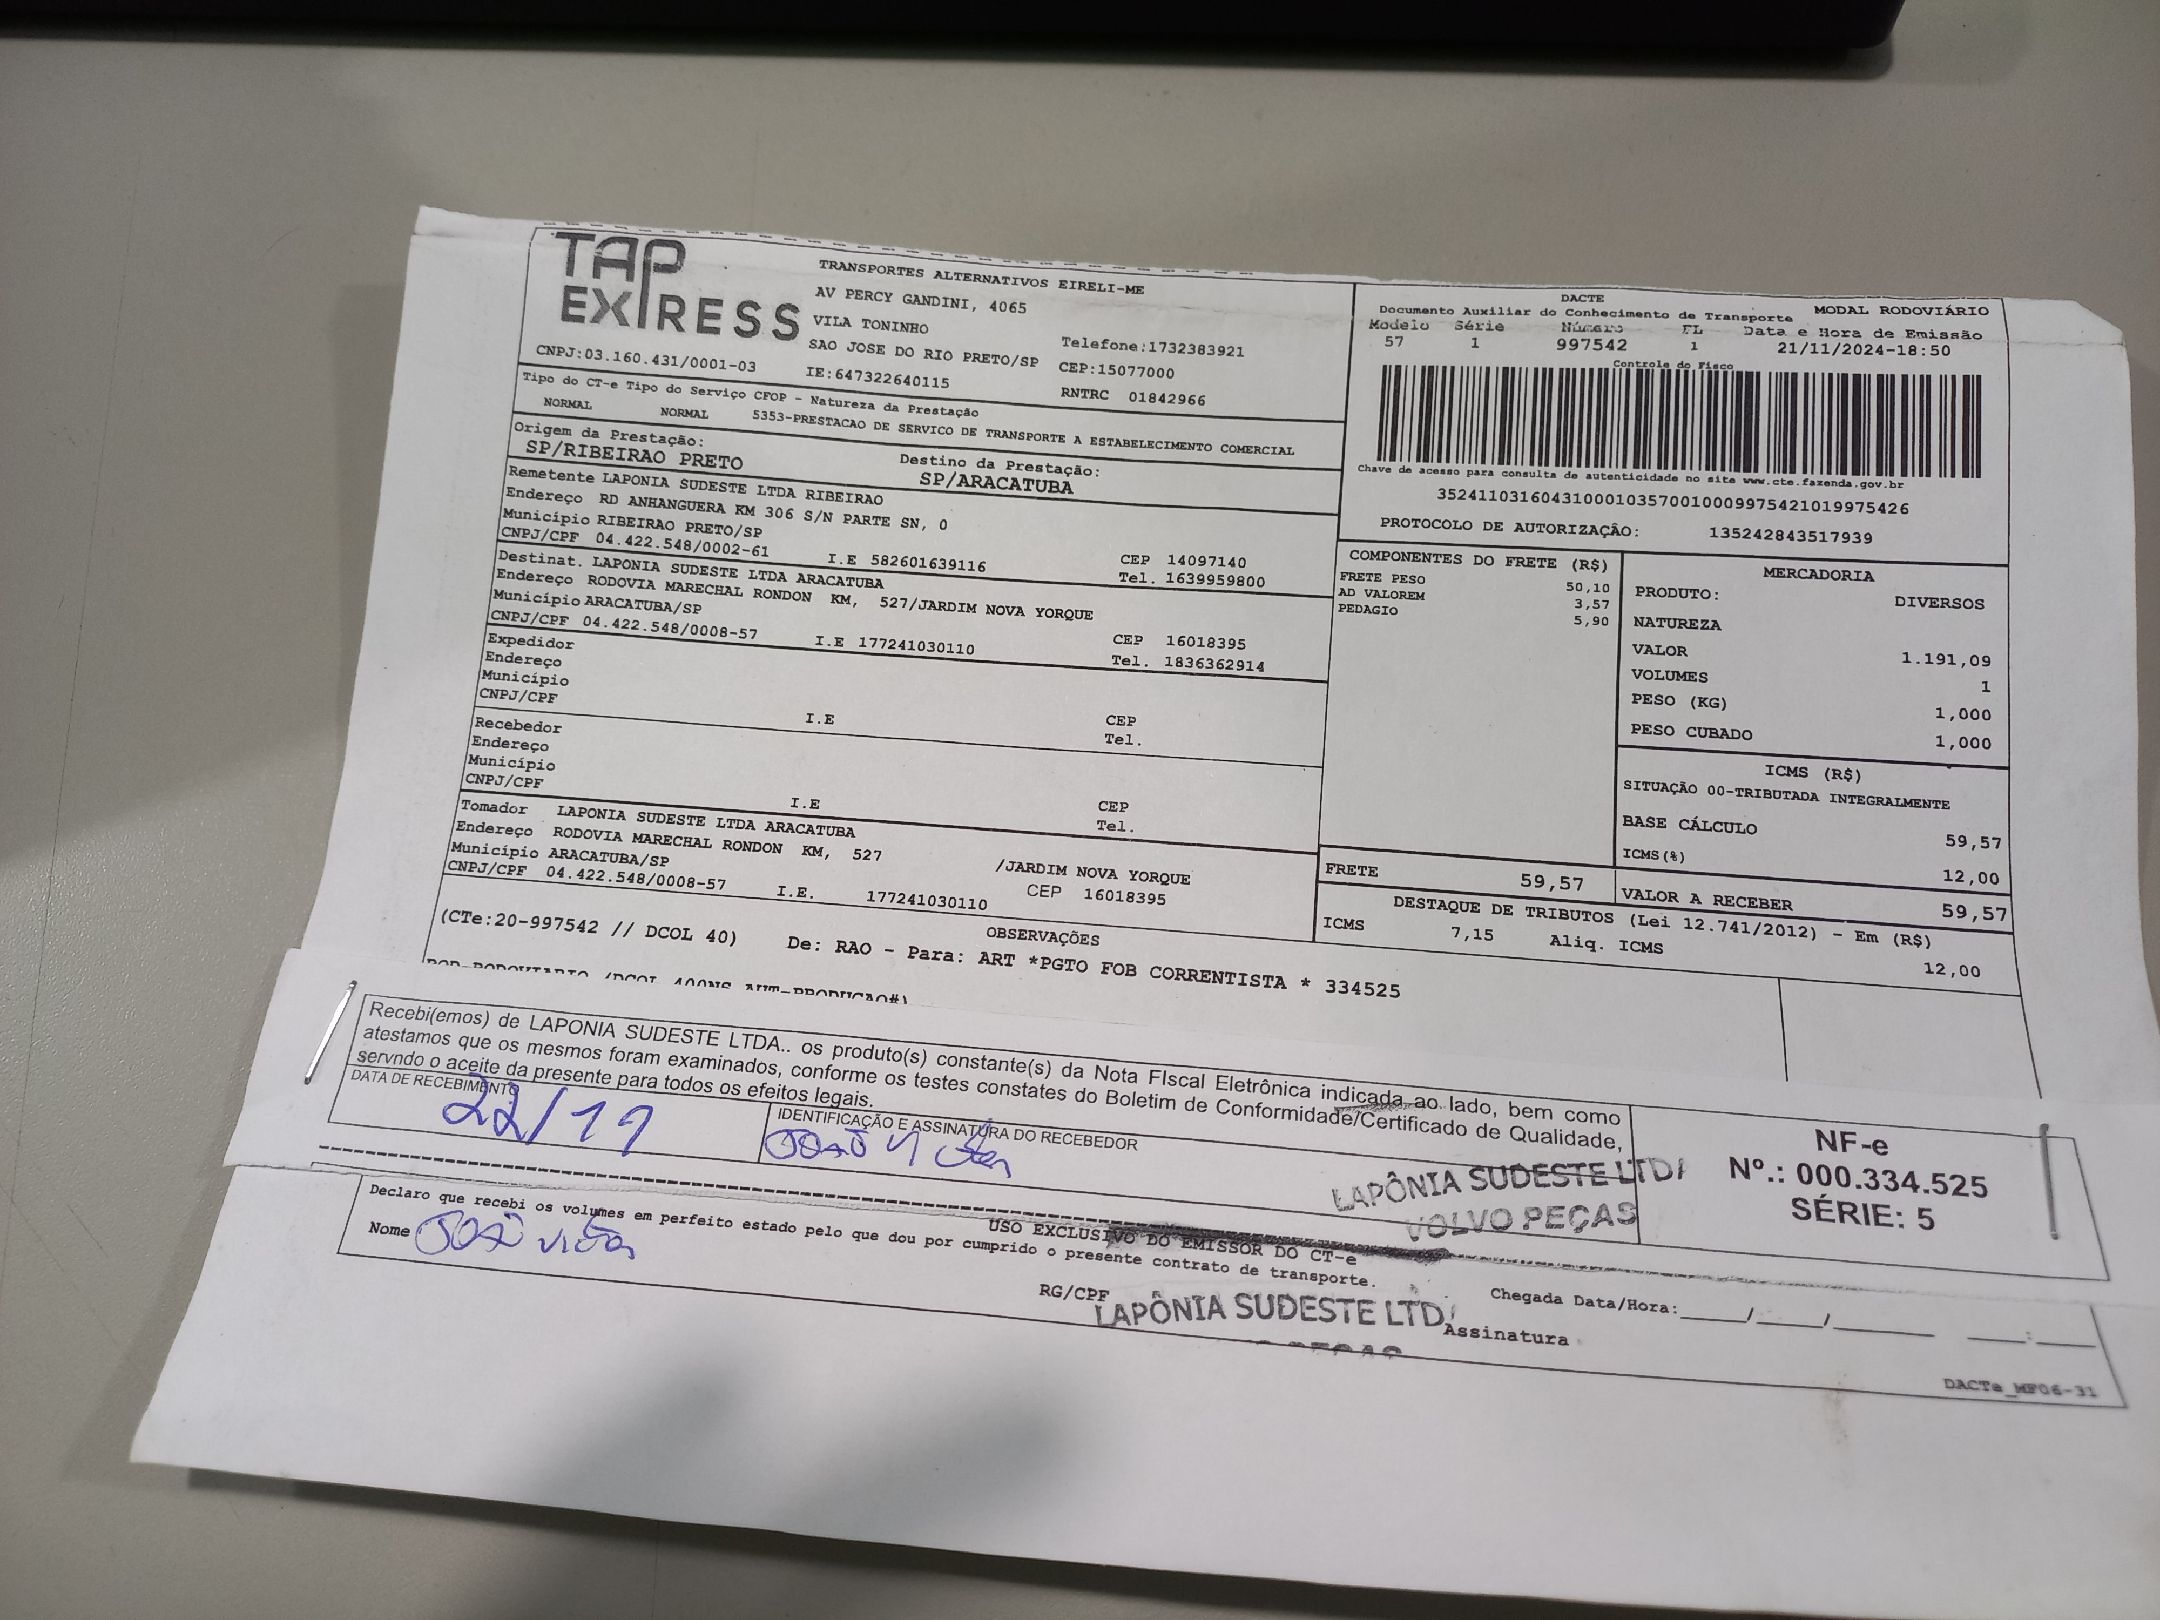 TAP
EXPRESS
TRANSPORTES ALTERNATIVOS EIRELI-ME
AV PERCY GANDINI, 4065
VILA TONINHO
SAO JOSE DO RIO PRETO/SP
Telefone:1732383921
CEP:15077000
CNPJ:03.160.431/0001-03
IE:647322640115
RNTRC 01842966
Tipo do CT-e Tipo do Serviço CFOP - Natureza da Prestação
NORMAL NORMAL 5353-PRESTACAO DE SERVICO DE TRANSPORTE A ESTABELECIMENTO COMERCIAL
Origem da Prestação:
SP/RIBEIRAO PRETO
Destino da Prestação:
SP/ARACATUBA
Remetente LAPONIA SUDESTE LTDA RIBEIRAO
Endereço RD ANHANGUERA KM 306 S/N PARTE SN, 0
Município RIBEIRAO PRETO/SP
CNPJ/CPF 04.422.548/0002-61 I.E 582601639116
CEP 14097140
Tel. 1639959800
Destinat. LAPONIA SUDESTE LTDA ARACATUBA
Endereço RODOVIA MARECHAL RONDON KM, 527/JARDIM NOVA YORQUE
Município ARACATUBA/SP
CNPJ/CPF 04.422.548/0008-57 I.E 177241030110
CEP 16018395
Tel. 1836362914
Expedidor
Endereço
Município
CNPJ/CPF
I.E
CEP
Tel.
Recebedor
Endereço
Município
CNPJ/CPF
I.E
CEP
Tel.
Tomador LAPONIA SUDESTE LTDA ARACATUBA
Endereço RODOVIA MARECHAL RONDON KM, 527 /JARDIM NOVA YORQUE
Município ARACATUBA/SP
CNPJ/CPF 04.422.548/0008-57 I.E. 177241030110 CEP 16018395
OBSERVAÇÕES
(CTe:20-997542 // DCOL 40) De: RAO - Para: ART *PGTO FOB CORRENTISTA * 334525
DACTE
Documento Auxiliar do Conhecimento de Transporte
MODAL RODOVIÁRIO
Modelo Série Número FL Data e Hora de Emissão
57 1 997542 1 21/11/2024-18:50
Controle do Fisco
Chave de acesso para consulta de autenticidade no site www.cte.fazenda.gov.br
35241103160431000103570010009975421019975426
PROTOCOLO DE AUTORIZAÇÃO: 135242843517939
COMPONENTES DO FRETE (R$)
FRETE PESO 50,10
AD VALOREM 3,57
PEDAGIO 5,90
MERCADORIA
PRODUTO: DIVERSOS
NATUREZA
VALOR 1.191,09
VOLUMES 1
PESO (KG) 1,000
PESO CUBADO 1,000
ICMS (R$)
SITUAÇÃO 00-TRIBUTADA INTEGRALMENTE
BASE CÁLCULO 59,57
ICMS(%) 12,00
FRETE 59,57
VALOR A RECEBER 59,57
DESTAQUE DE TRIBUTOS (Lei 12.741/2012) - Em (R$)
ICMS 7,15 Aliq. ICMS 12,00
Recebi(emos) de LAPONIA SUDESTE LTDA.. os produto(s) constante(s) da Nota FIscal Eletrônica indicada ao lado, bem como
atestamos que os mesmos foram examinados, conforme os testes constates do Boletim de Conformidade/Certificado de Qualidade,
servndo o aceite da presente para todos os efeitos legais.
DATA DE RECEBIMENTO
22/11
IDENTIFICAÇÃO E ASSINATURA DO RECEBEDOR
João Victor
LAPÔNIA SUDESTE LTD
VOLVO PEÇAS
NF-e
Nº.: 000.334.525
SÉRIE: 5
USO EXCLUSIVO DO EMISSOR DO CT-e
Declaro que recebi os volumes em perfeito estado pelo que dou por cumprido o presente contrato de transporte.
Nome João Victor
RG/CPF
LAPÔNIA SUDESTE LTD
Assinatura
Chegada Data/Hora:____/____/______ ___:____
DACTe_MF06-31